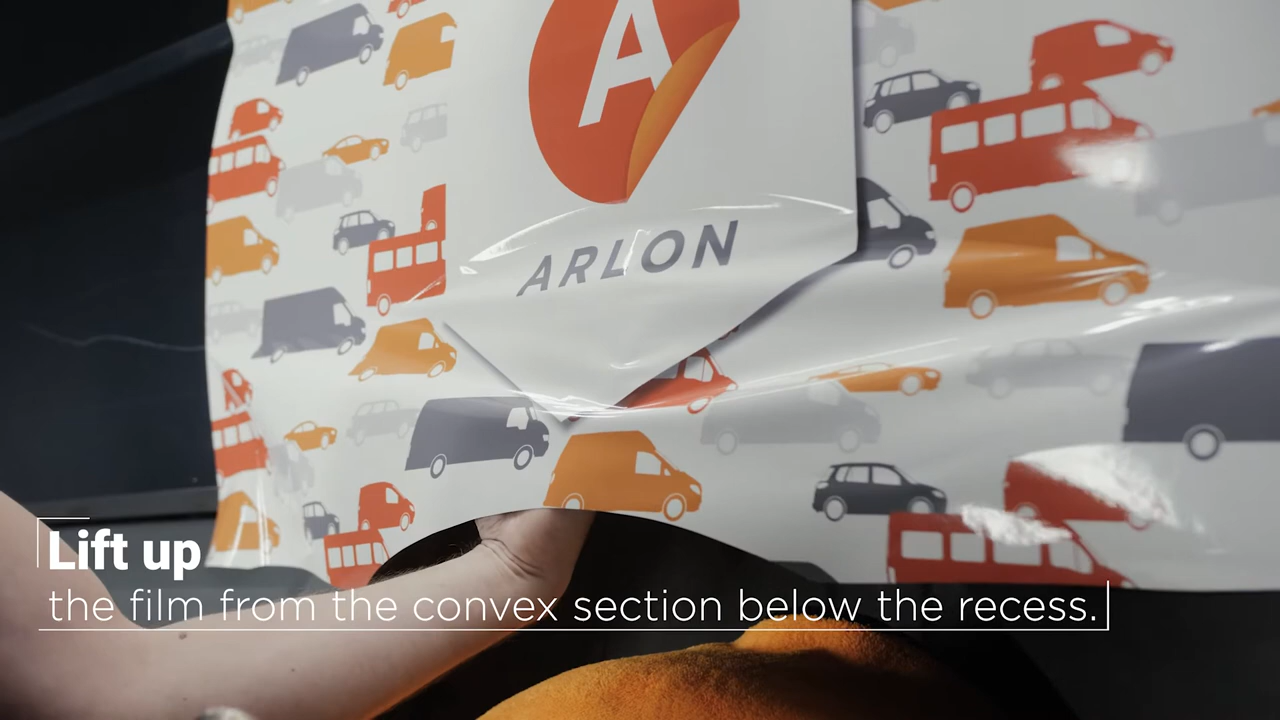 A
ARLON
Lift up
the film from the convex section below the recess.